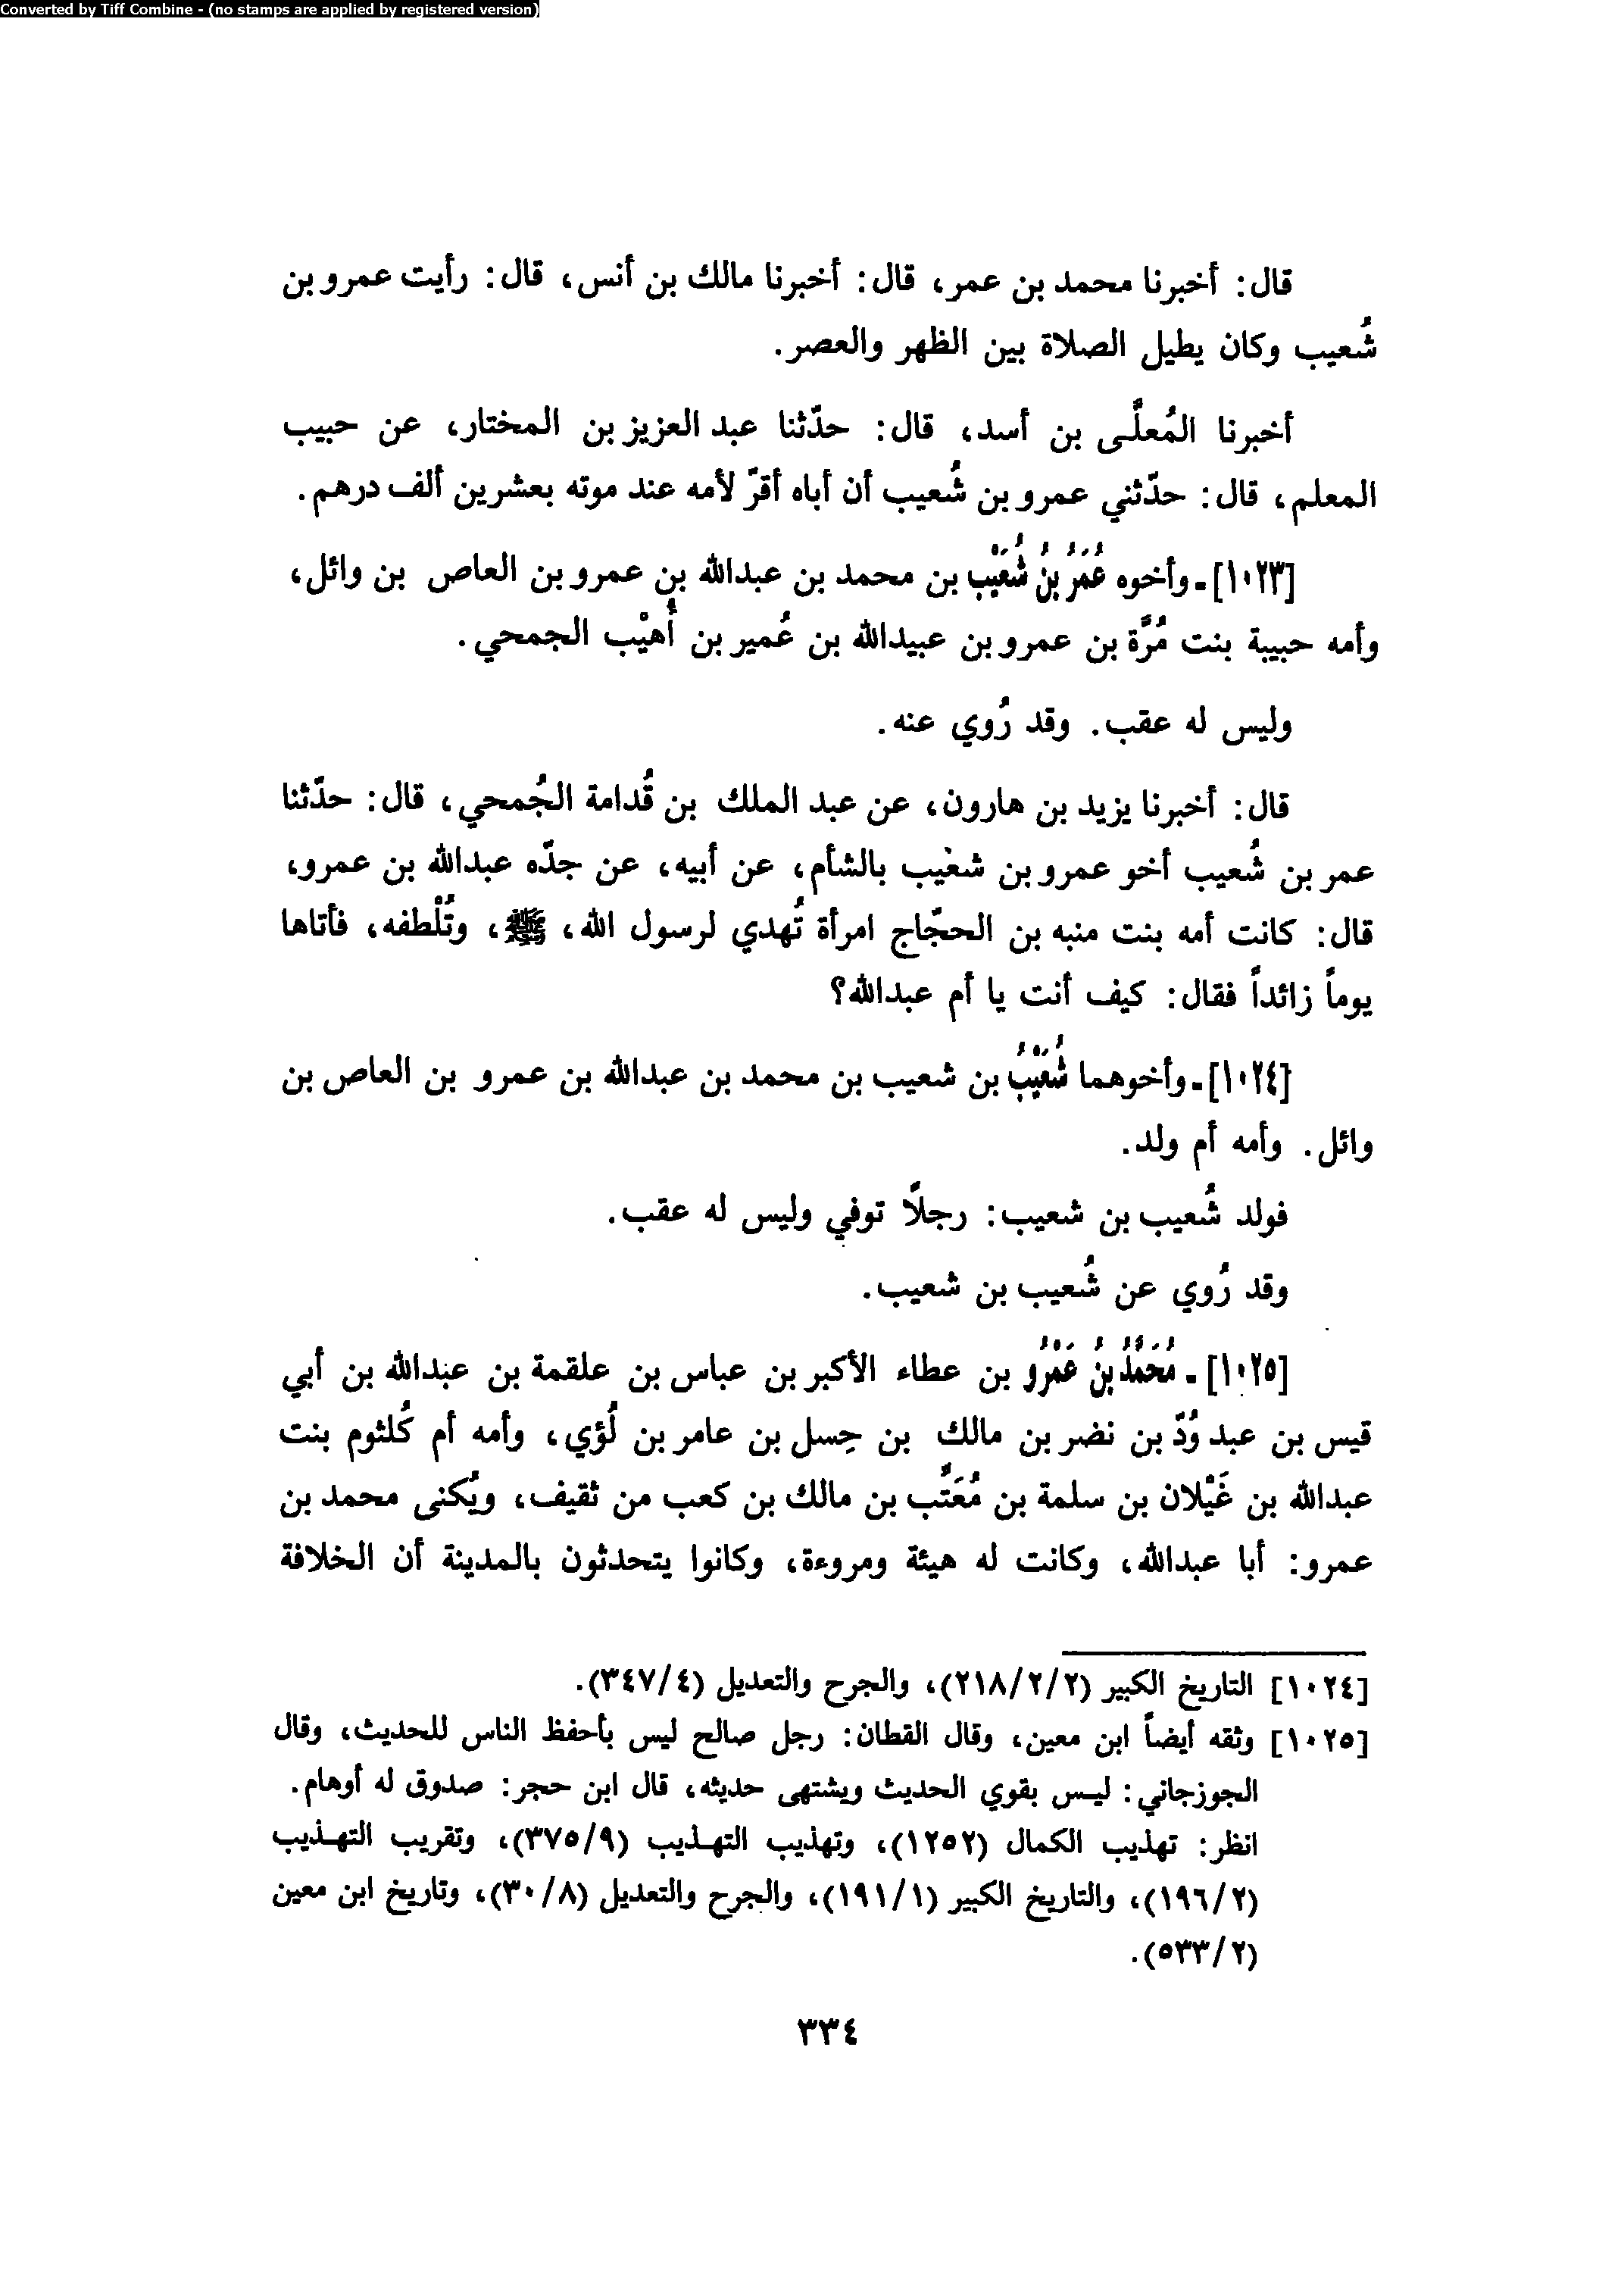 Converted by Tiff Combine - (no stamps are applied by registered version)
قال: أخبرنا محمد بن عمر، قال: أخبرنا مالك بن أنس، قال: رأيت عمرو بن
شُعيب وكان يطيل الصلاة بين الظهر والعصر.
أخبرنا المُعلَّى بن أسد، قال: حدّثنا عبد العزيز بن المختار، عن حبيب
المعلم، قال: حدّثني عمرو بن شُعيب أن أباه أقرّ لأمه عند موته بعشرين ألف درهم.
[١٠٢٣] ـ وأخوه عُمَرُ بنُ شُعَيْبِ بن محمد بن عبدالله بن عمرو بن العاص بن وائل،
وأمه حبيبة بنت مُرَّة بن عمرو بن عبيدالله بن عُمير بن أُهيْب الجمحي.
وليس له عقب. وقد رُوي عنه.
قال: أخبرنا يزيد بن هارون، عن عبد الملك بن قُدامة الجُمحي، قال: حدّثنا
عمر بن شُعيب أخو عمرو بن شعيب بالشأم، عن أبيه، عن جدّه عبدالله بن عمرو،
قال: كانت أمه بنت منبه بن الحجّاج امرأة تُهدي لرسول الله، ﷺ، وتُلْطفه، فأتاها
يوماً زائداً فقال: كيف أنت يا أم عبدالله؟
[١٠٢٤] ـ وأخوهما شُعَيْبُ بن شعيب بن محمد بن عبدالله بن عمرو بن العاص بن
وائل. وأمه أم ولد.
فولد شُعيب بن شعيب: رجلاً توفي وليس له عقب.
وقد رُوي عن شُعيب بن شعيب.
[١٠٢٥] ـ مُحَمَّدُ بنُ عَمْرُو بن عطاء الأكبر بن عباس بن علقمة بن عبدالله بن أبي
قيس بن عبد وُدّ بن نضر بن مالك بن حِسل بن عامر بن لُؤي، وأمه أم كُلثوم بنت
عبدالله بن غَيْلان بن سلمة بن مُعَتِّب بن مالك بن كعب من ثقيف، ويُكنى محمد بن
عمرو: أبا عبدالله، وكانت له هيئة ومروءة، وكانوا يتحدثون بالمدينة أن الخلافة
[١٠٢٤] التاريخ الكبير (٢١٨/٢/٢)، والجرح والتعديل (٣٤٧/٤).
[١٠٢٥] وثقه أيضاً ابن معين، وقال القطان: رجل صالح ليس بأحفظ الناس للحديث، وقال
الجوزجاني: ليس بقوي الحديث ويشتهى حديثه، قال ابن حجر: صدوق له أوهام.
انظر: تهذيب الكمال (١٢٥٢)، وتهذيب التهذيب (٣٧٥/٩)، وتقريب التهذيب
(١٩٦/٢)، والتاريخ الكبير (١٩١/١)، والجرح والتعديل (٣٠/٨)، وتاريخ ابن معين
(٥٣٣/٢).
٣٣٤